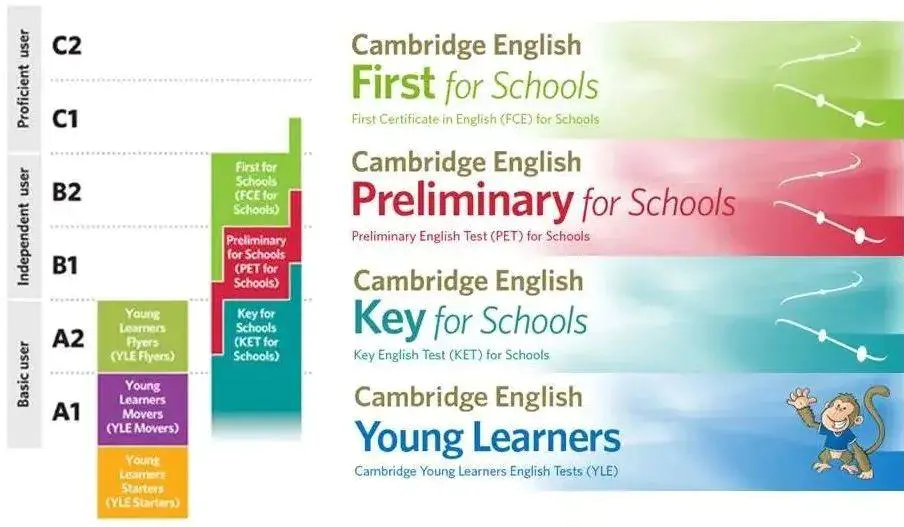 Proficient user
C2
C1
Independent user
B2
B1
Basic user
A2
A1
First for
Schools
(FCE for
Schools)
Preliminary
for Schools
(PET for
Schools)
Key for
Schools
(KET for
Schools)
Young
Learners
Flyers
(YLE Flyers)
Young
Learners
Movers
(YLE Movers)
Young
Learners
Starters
(YLE Starters)
Cambridge English
First for Schools
First Certificate in English (FCE) for Schools
Cambridge English
Preliminary for Schools
Preliminary English Test (PET) for Schools
Cambridge English
Key for Schools
Key English Test (KET) for Schools
Cambridge English
Young Learners
Cambridge Young Learners English Tests (YLE)